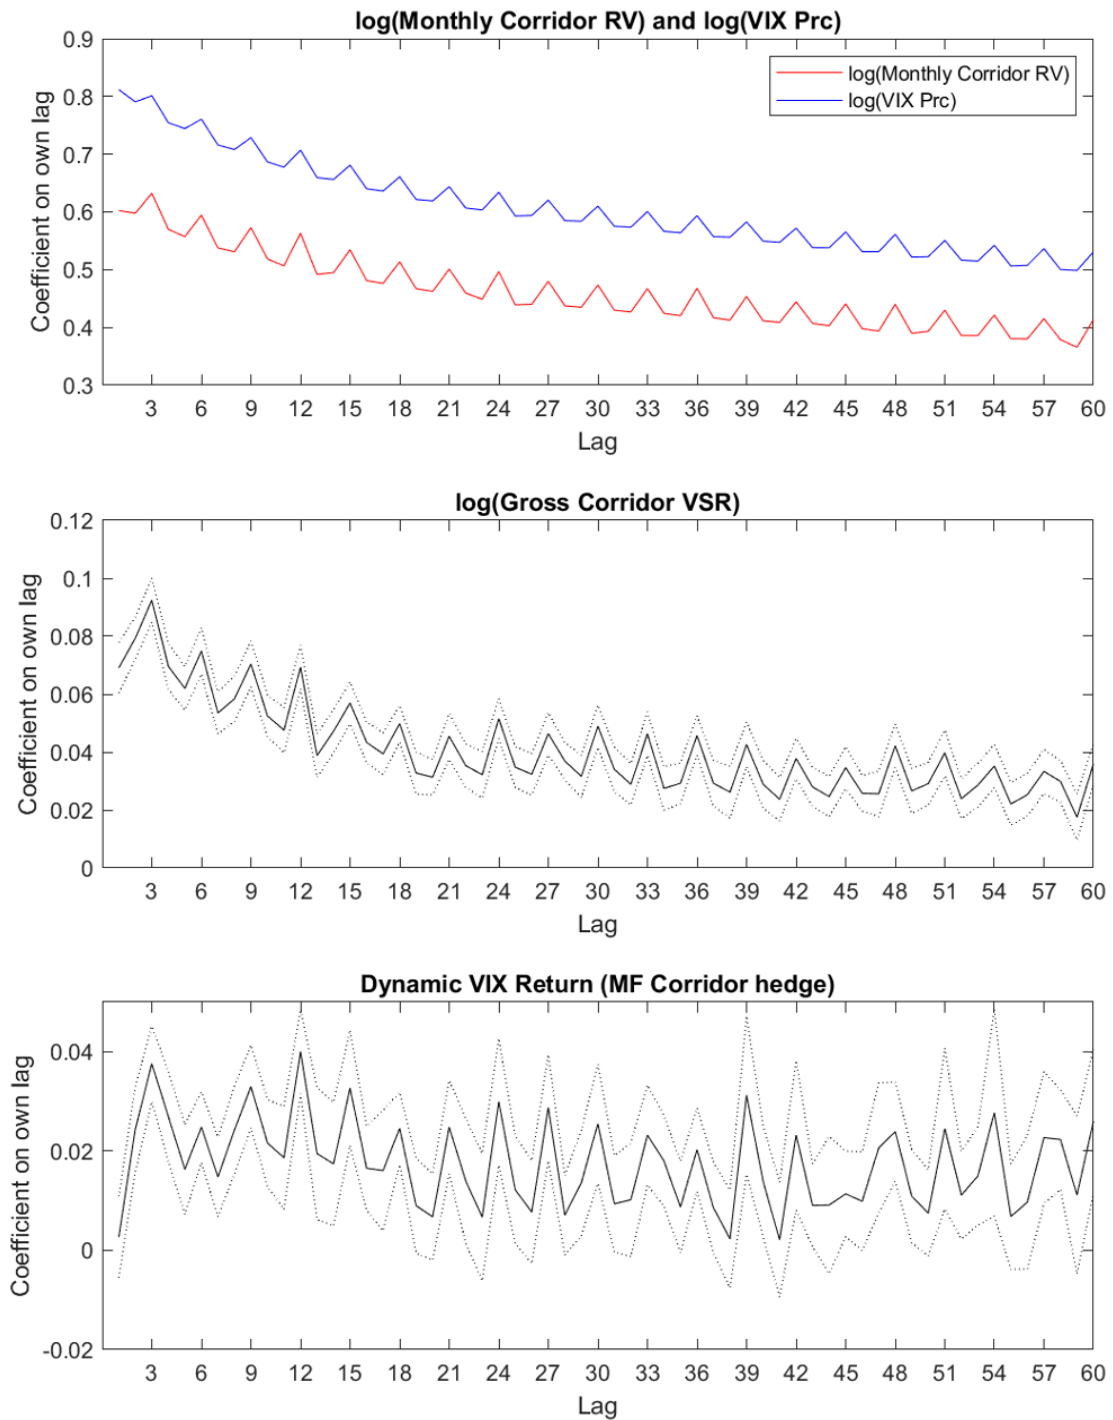 log(Monthly Corridor RV) and log(VIX Prc)
0.9
0.8
0.7
0.6
0.5
0.4
0.3
Coefficient on own lag
log(Monthly Corridor RV)
log(VIX Prc)
3 6 9 12 15 18 21 24 27 30 33 36 39 42 45 48 51 54 57 60
Lag
log(Gross Corridor VSR)
0.12
0.1
0.08
0.06
0.04
0.02
0
Coefficient on own lag
3 6 9 12 15 18 21 24 27 30 33 36 39 42 45 48 51 54 57 60
Lag
Dynamic VIX Return (MF Corridor hedge)
0.04
0.02
0
-0.02
Coefficient on own lag
3 6 9 12 15 18 21 24 27 30 33 36 39 42 45 48 51 54 57 60
Lag